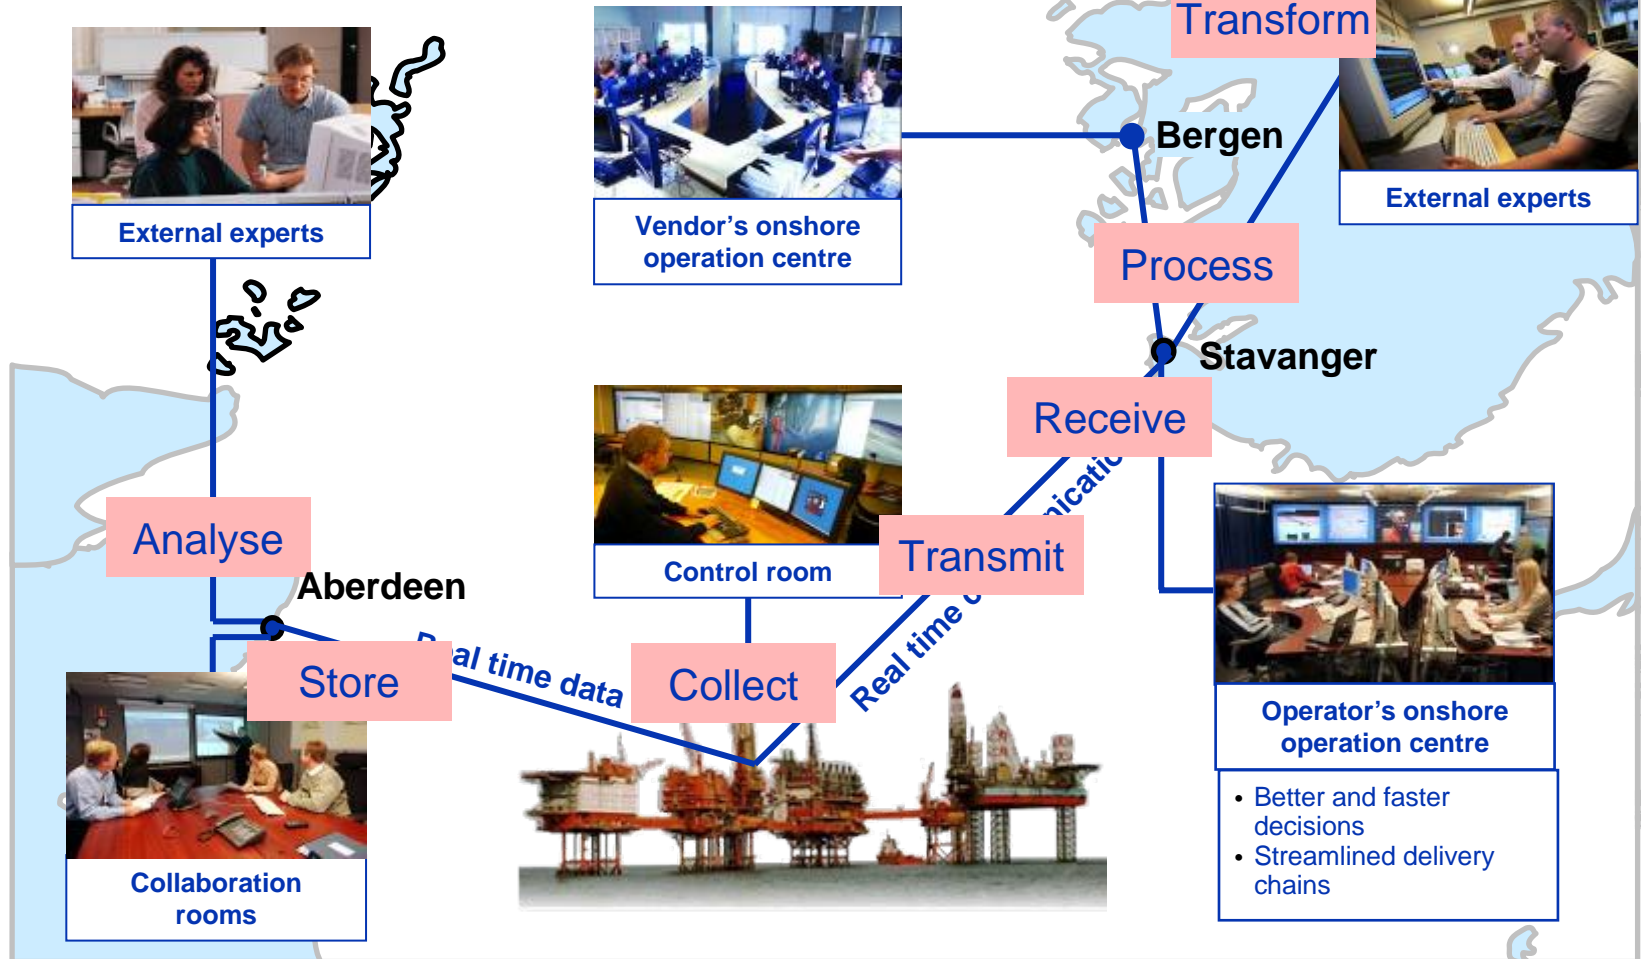 Transform
External experts
Vendor's onshore
operation centre
Bergen
External experts
Process
Stavanger
Receive
Analyse
Control room
Transmit
Aberdeen
Store
time data
Collect
Real time
Operator's onshore
operation centre
• Better and faster
decisions
• Streamlined delivery
chains
Collaboration
rooms